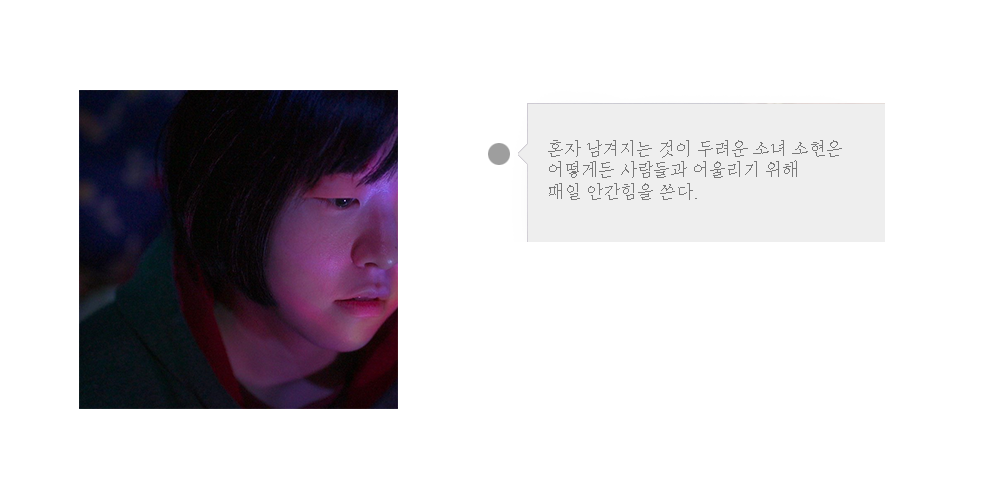 혼자 남겨지는 것이 두려운 소녀 소현은
어떻게든 사람들과 어울리기 위해
매일 안간힘을 쓴다.